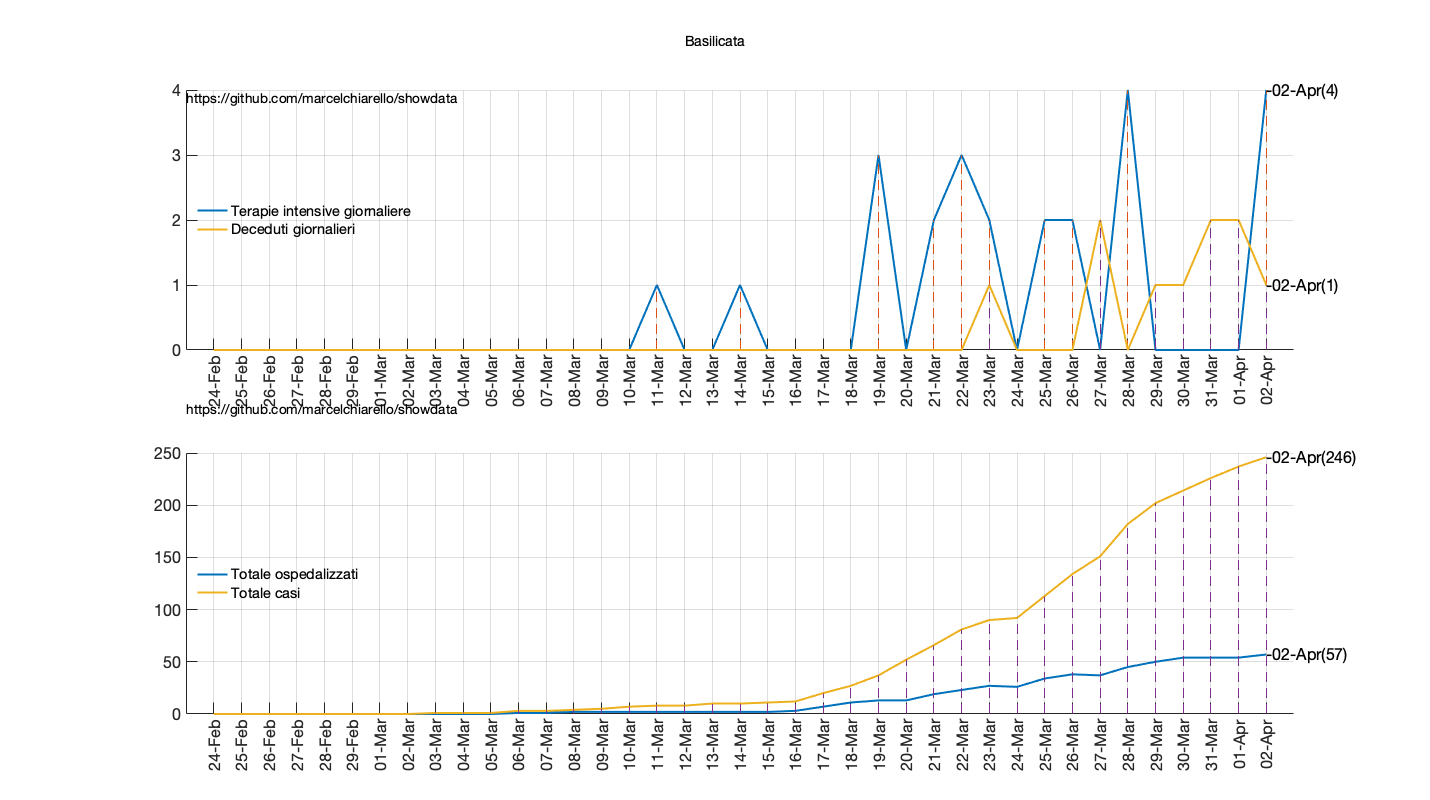 Basilicata
4
https://github.com/marcelchiarello/showdata
-02-Apr(4)
3
Terapie intensive giornaliere
2
Deceduti giornalieri
1
-02-Apr(1)
0
24-Feb
25-Feb
26-Feb
27-Feb
28-Feb
29-Feb
01-Mar
02-Mar
03-Mar
04-Mar
05-Mar
06-Mar
07-Mar
08-Mar
09-Mar
10-Mar
11-Mar
12-Mar
13-Mar
14-Mar
15-Mar
16-Mar
17-Mar
18-Mar
19-Mar
20-Mar
21-Mar
22-Mar
23-Mar
24-Mar
25-Mar
26-Mar
27-Mar
28-Mar
29-Mar
30-Mar
31-Mar
01-Apr
02-Apr
https://github.com/marcelchiarello/showdata
250
-02-Apr(246)
200
150
Totale ospedalizzati
Totale casi
100
50
-02-Apr(57)
0
24-Feb
25-Feb
26-Feb
27-Feb
28-Feb
29-Feb
01-Mar
02-Mar
03-Mar
04-Mar
05-Mar
06-Mar
07-Mar
08-Mar
09-Mar
10-Mar
11-Mar
12-Mar
13-Mar
14-Mar
15-Mar
16-Mar
17-Mar
18-Mar
19-Mar
20-Mar
21-Mar
22-Mar
23-Mar
24-Mar
25-Mar
26-Mar
27-Mar
28-Mar
29-Mar
30-Mar
31-Mar
01-Apr
02-Apr